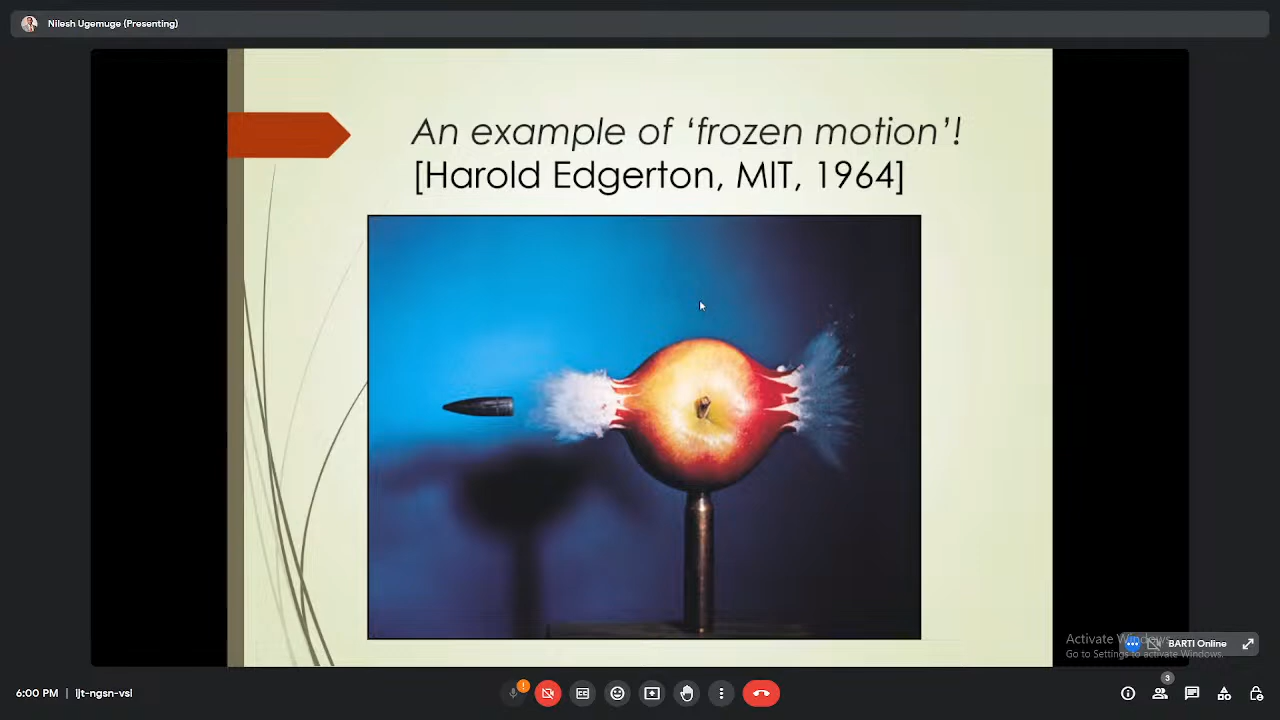 Nilesh Ugemuge (Presenting)
An example of ‘frozen motion’!
[Harold Edgerton, MIT, 1964]
Activate Windows
Go to Settings to activate Windows.
BARTI Online
3
6:00 PM | ljt-ngsn-vsl